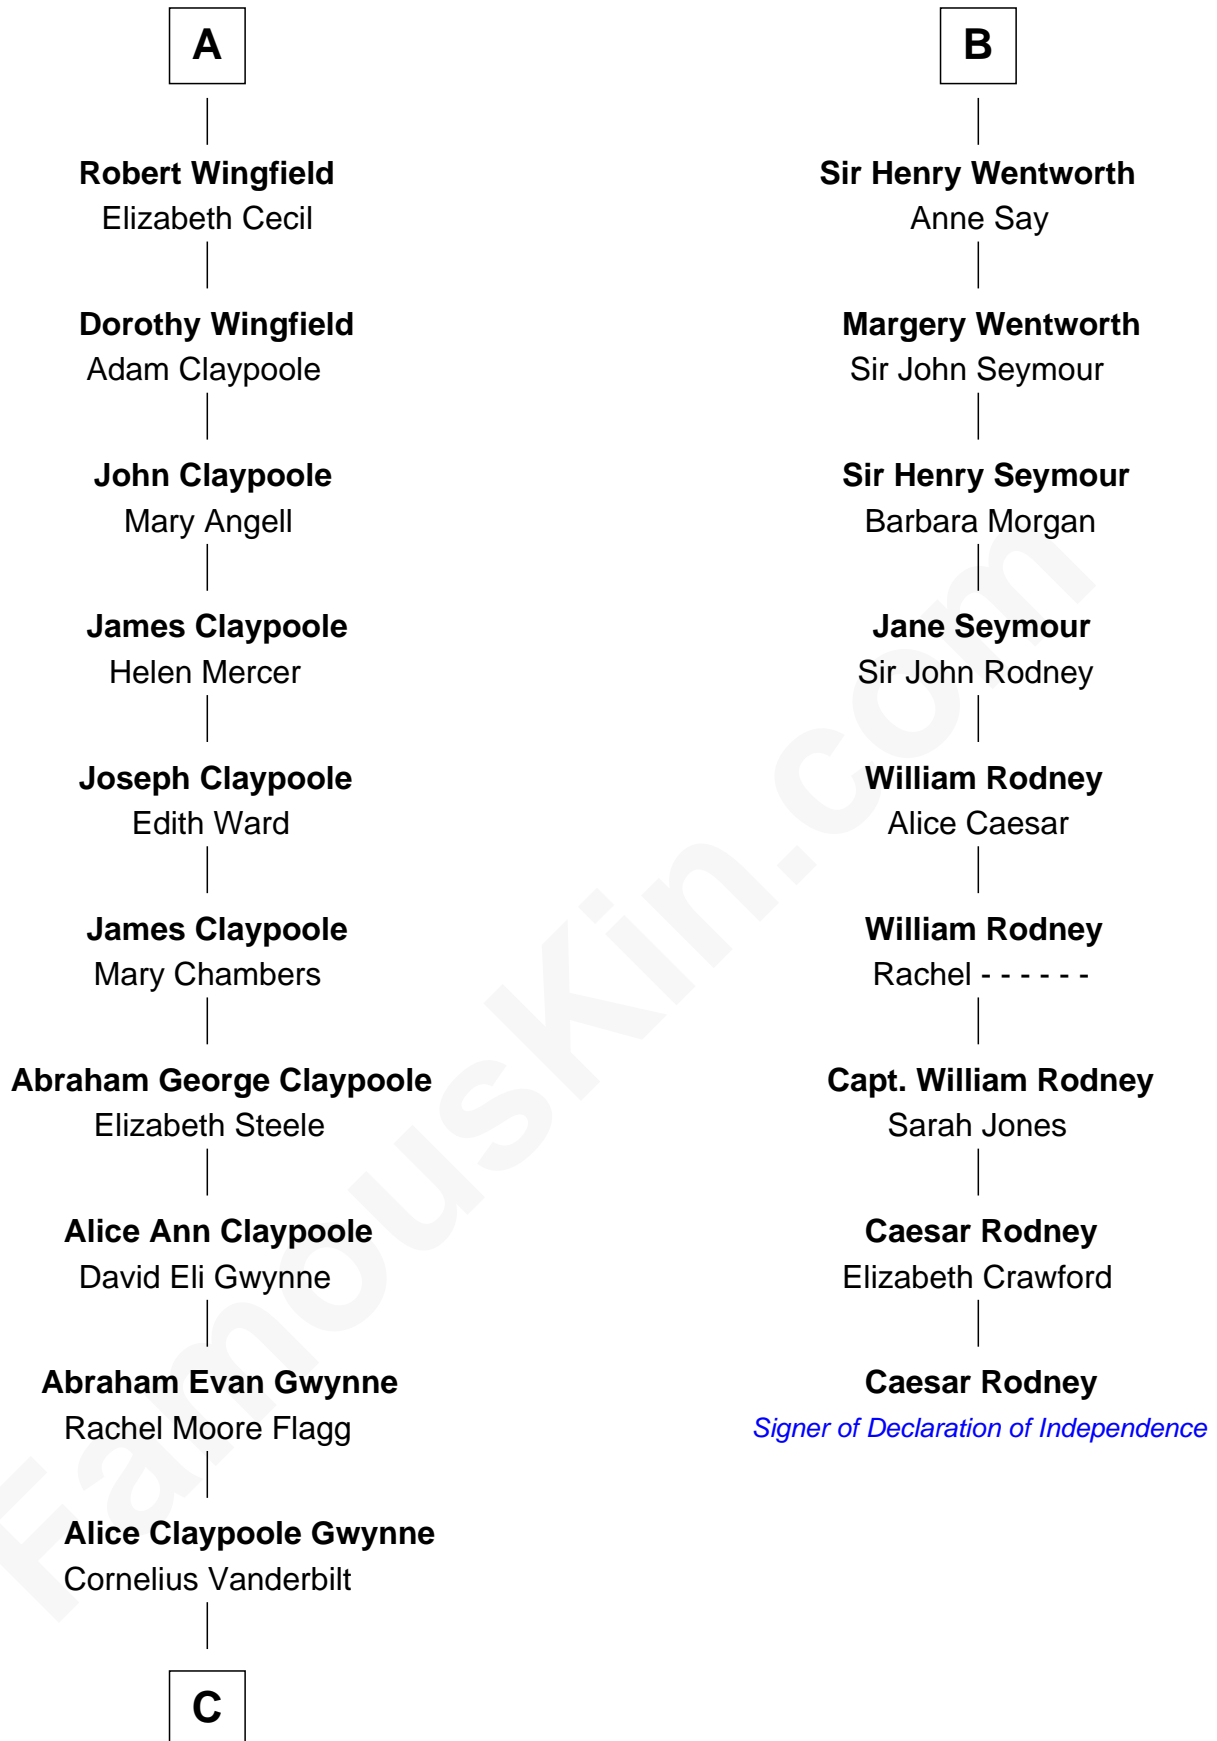 A
Robert Wingfield
Elizabeth Cecil
Dorothy Wingfield
Adam Claypoole
John Claypoole
Mary Angell
James Claypoole
Helen Mercer
Joseph Claypoole
Edith Ward
James Claypoole
Mary Chambers
Abraham George Claypoole
Elizabeth Steele
Alice Ann Claypoole
David Eli Gwynne
Abraham Evan Gwynne
Rachel Moore Flagg
Alice Claypoole Gwynne
Cornelius Vanderbilt
C
B
Sir Henry Wentworth
Anne Say
Margery Wentworth
Sir John Seymour
Sir Henry Seymour
Barbara Morgan
Jane Seymour
Sir John Rodney
William Rodney
Alice Caesar
William Rodney
Rachel - - - - - -
Capt. William Rodney
Sarah Jones
Caesar Rodney
Elizabeth Crawford
Caesar Rodney
Signer of Declaration of Independence
FamousKin.com